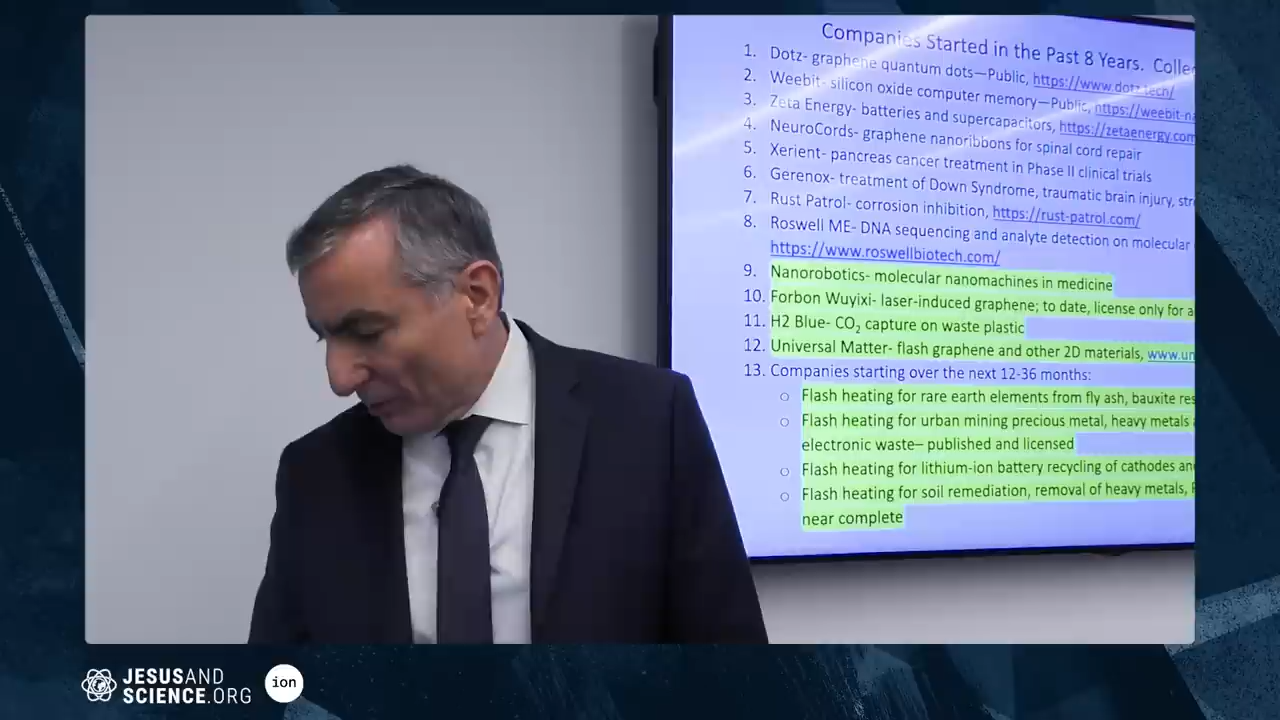 Companies Started in the Past 8 Years.
1. Dotz- graphene quantum dots—Public, https://www.dotz.tech/
2. Weebit- silicon oxide computer memory—Public, https://weebit-
3. Zeta Energy- batteries and supercapacitors, https://zetaenergy.com
4. NeuroCords- graphene nanoribbons for spinal cord repair
5. Xerient- pancreas cancer treatment in Phase II clinical trials
6. Gerenox- treatment of Down Syndrome, traumatic brain injury,
7. Rust Patrol- corrosion inhibition, https://rust-patrol.com/
8. Roswell ME- DNA sequencing and analyte detection on molecular
https://www.roswellbiotech.com/
9. Nanorobotics- molecular nanomachines in medicine
10. Forbon Wuyixi- laser-induced graphene; to date, license only for a
11. H2 Blue- CO₂ capture on waste plastic
12. Universal Matter- flash graphene and other 2D materials, www.un
13. Companies starting over the next 12-36 months:
○ Flash heating for rare earth elements from fly ash, bauxite res
○ Flash heating for urban mining precious metal, heavy metals
electronic waste– published and licensed
○ Flash heating for lithium-ion battery recycling of cathodes an
○ Flash heating for soil remediation, removal of heavy metals,
near complete
JESUSAND
SCIENCE.ORG
ion